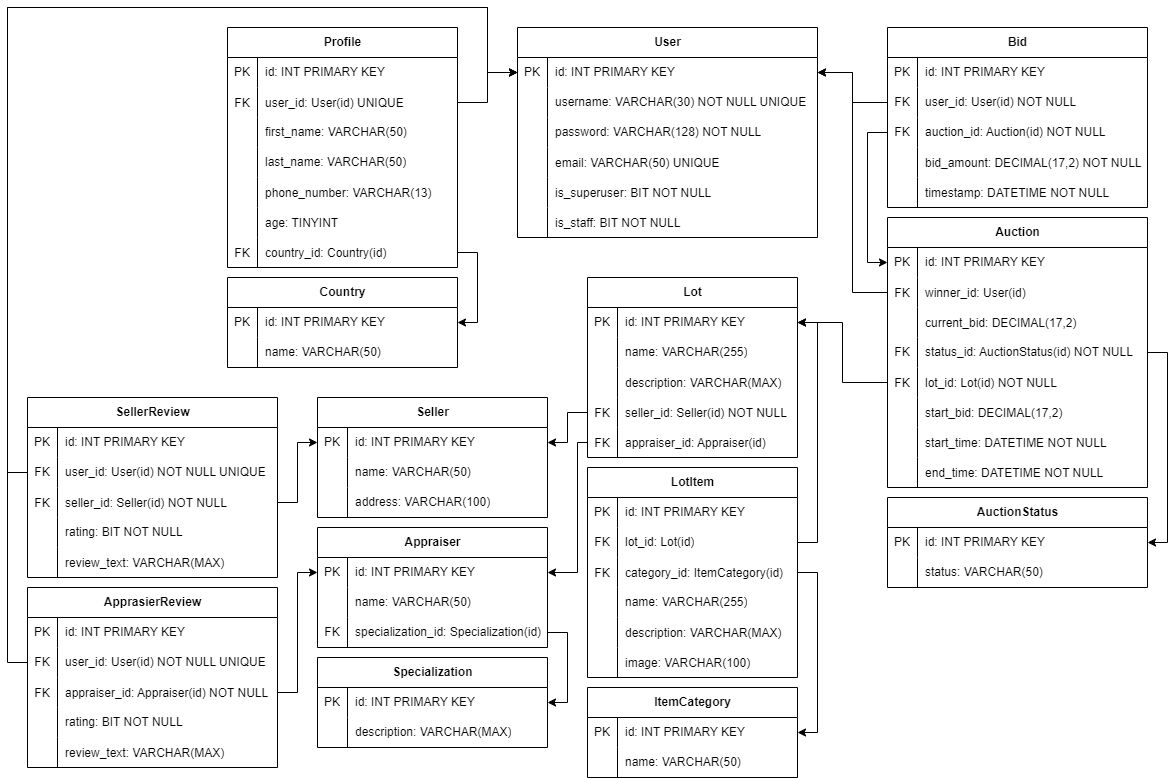 Profile
PK id: INT PRIMARY KEY
FK user_id: User(id) UNIQUE
first_name: VARCHAR(50)
last_name: VARCHAR(50)
phone_number: VARCHAR(13)
age: TINYINT
FK country_id: Country(id)
User
PK id: INT PRIMARY KEY
username: VARCHAR(30) NOT NULL UNIQUE
password: VARCHAR(128) NOT NULL
email: VARCHAR(50) UNIQUE
is_superuser: BIT NOT NULL
is_staff: BIT NOT NULL
Bid
PK id: INT PRIMARY KEY
FK user_id: User(id) NOT NULL
FK auction_id: Auction(id) NOT NULL
bid_amount: DECIMAL(17,2) NOT NULL
timestamp: DATETIME NOT NULL
Auction
PK id: INT PRIMARY KEY
FK winner_id: User(id)
current_bid: DECIMAL(17,2)
FK status_id: AuctionStatus(id) NOT NULL
FK lot_id: Lot(id) NOT NULL
start_bid: DECIMAL(17,2)
start_time: DATETIME NOT NULL
end_time: DATETIME NOT NULL
Country
PK id: INT PRIMARY KEY
name: VARCHAR(50)
Lot
PK id: INT PRIMARY KEY
name: VARCHAR(255)
description: VARCHAR(MAX)
FK seller_id: Seller(id) NOT NULL
FK appraiser_id: Appraiser(id)
SellerReview
PK id: INT PRIMARY KEY
FK user_id: User(id) NOT NULL UNIQUE
FK seller_id: Seller(id) NOT NULL
rating: BIT NOT NULL
review_text: VARCHAR(MAX)
Seller
PK id: INT PRIMARY KEY
name: VARCHAR(50)
address: VARCHAR(100)
LotItem
PK id: INT PRIMARY KEY
FK lot_id: Lot(id)
FK category_id: ItemCategory(id)
name: VARCHAR(255)
description: VARCHAR(MAX)
image: VARCHAR(100)
AuctionStatus
PK id: INT PRIMARY KEY
status: VARCHAR(50)
Appraiser
PK id: INT PRIMARY KEY
name: VARCHAR(50)
FK specialization_id: Specialization(id)
ApprasierReview
PK id: INT PRIMARY KEY
FK user_id: User(id) NOT NULL UNIQUE
FK appraiser_id: Appraiser(id) NOT NULL
rating: BIT NOT NULL
review_text: VARCHAR(MAX)
Specialization
PK id: INT PRIMARY KEY
description: VARCHAR(MAX)
ItemCategory
PK id: INT PRIMARY KEY
name: VARCHAR(50)